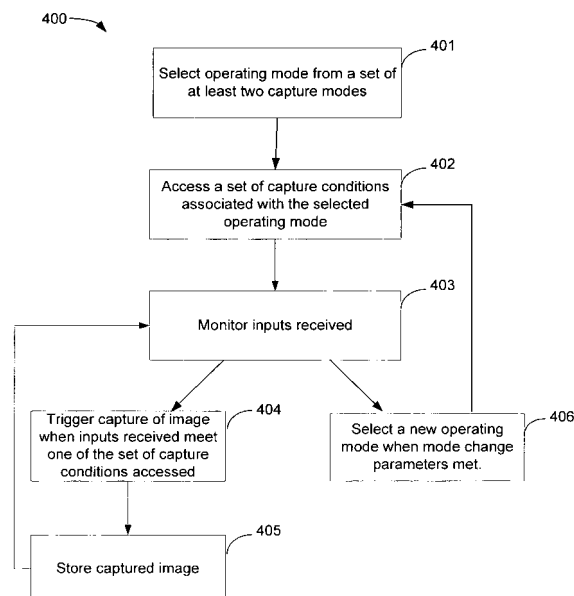 400
401
Select operating mode from a set of
at least two capture modes
402
Access a set of capture conditions
associated with the selected
operating mode
403
Monitor inputs received
404
Trigger capture of image
when inputs received meet
one of the set of capture
conditions accessed
406
Select a new operating
mode when mode change
parameters met.
405
Store captured image